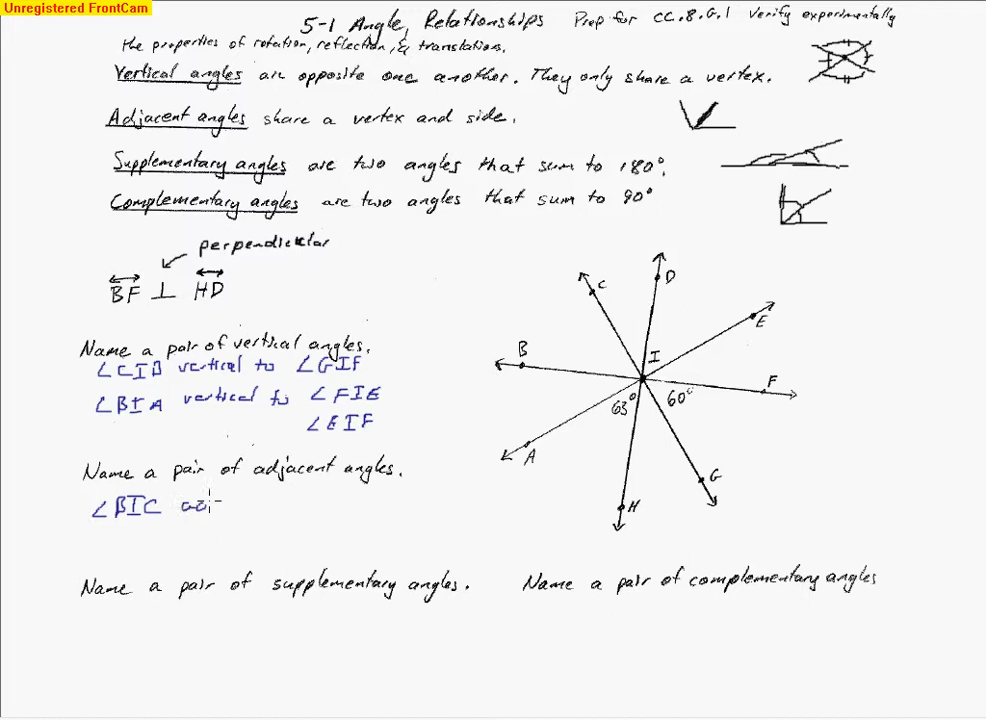 Unregistered FrontCam
5-1 Angle Relationships Prep for CC.8.G.1 Verify experimentally
the properties of rotation, reflection, & translations.
Vertical angles are opposite one another. They only share a vertex.
Adjacent angles share a vertex and side.
Supplementary angles are two angles that sum to 180°.
Complementary angles are two angles that sum to 90°
perpendicular
BF ⊥ HD
Name a pair of vertical angles.
∠CIB vertical to ∠GIF
∠BIA vertical to ∠FIE
∠EIF
Name a pair of adjacent angles.
∠BIC
D
C
E
I
B
F
63° 60°
A
G
H
Name a pair of supplementary angles. Name a pair of complementary angles